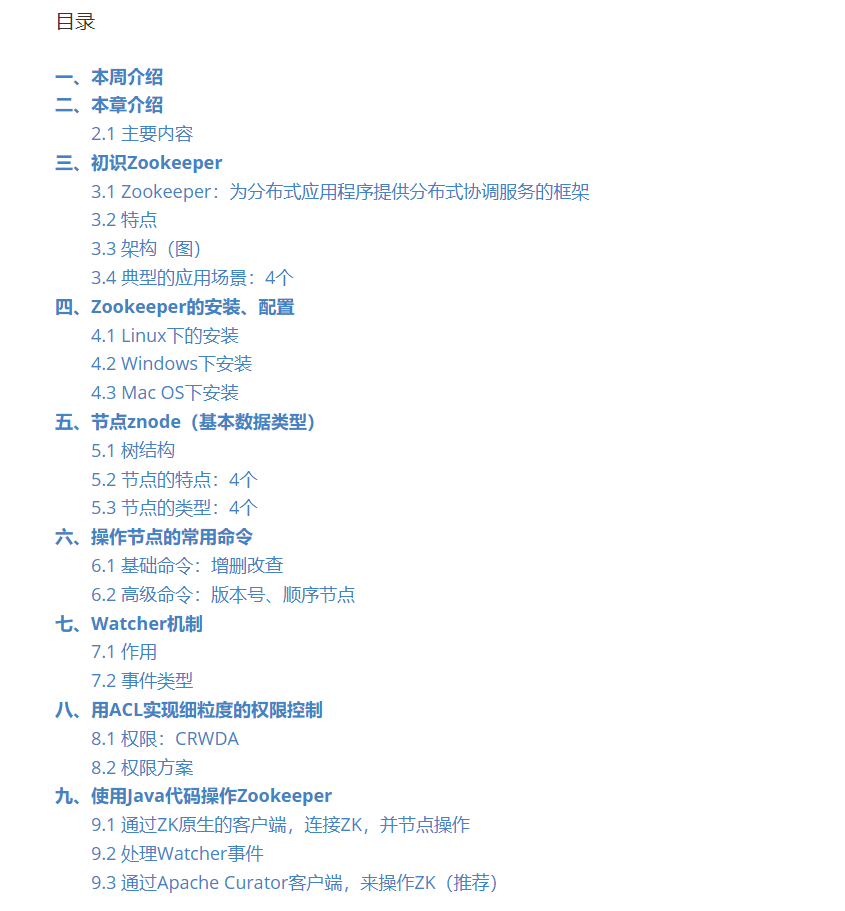 目录
一、本周介绍
二、本章介绍
2.1 主要内容
三、初识Zookeeper
3.1 Zookeeper：为分布式应用程序提供分布式协调服务的框架
3.2 特点
3.3 架构（图）
3.4 典型的应用场景：4个
四、Zookeeper的安装、配置
4.1 Linux下的安装
4.2 Windows下安装
4.3 Mac OS下安装
五、节点znode（基本数据类型）
5.1 树结构
5.2 节点的特点：4个
5.3 节点的类型：4个
六、操作节点的常用命令
6.1 基础命令：增删改查
6.2 高级命令：版本号、顺序节点
七、Watcher机制
7.1 作用
7.2 事件类型
八、用ACL实现细粒度的权限控制
8.1 权限：CRWDA
8.2 权限方案
九、使用Java代码操作Zookeeper
9.1 通过ZK原生的客户端，连接ZK，并节点操作
9.2 处理Watcher事件
9.3 通过Apache Curator客户端，来操作ZK（推荐）